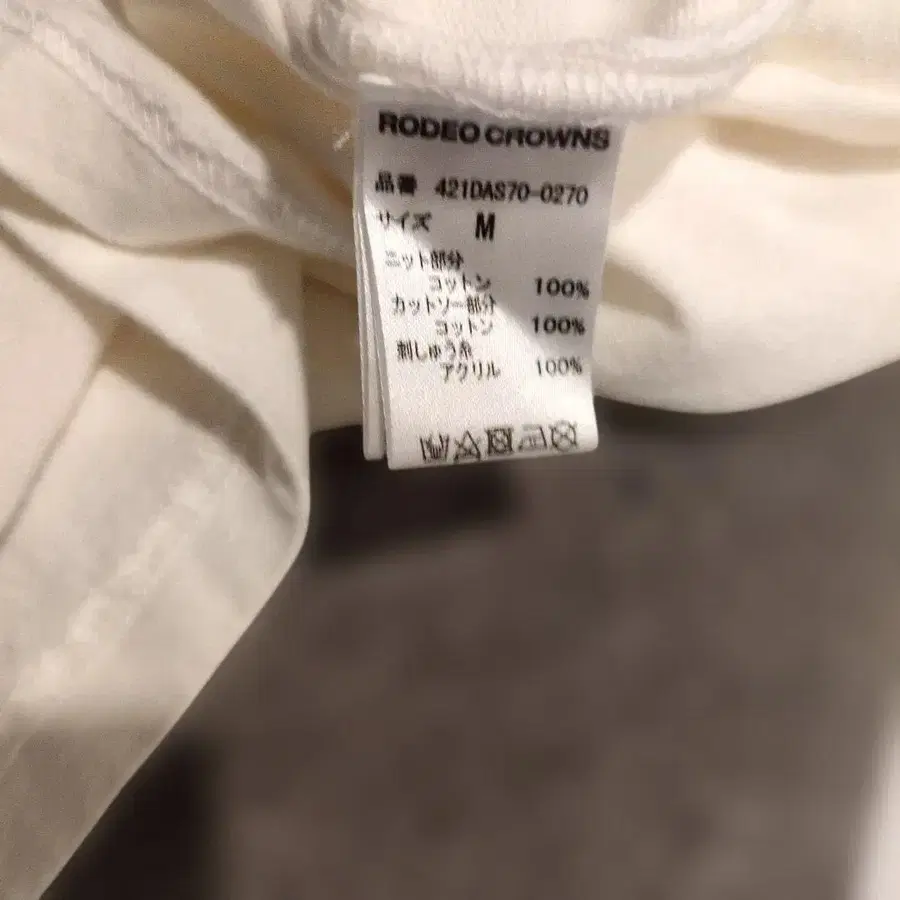 RODEO CROWNS
品番 421DAS70-0270
サイズ M
ニット部分
コットン 100%
カットソー部分
コットン 100%
刺しゅう糸
アクリル 100%